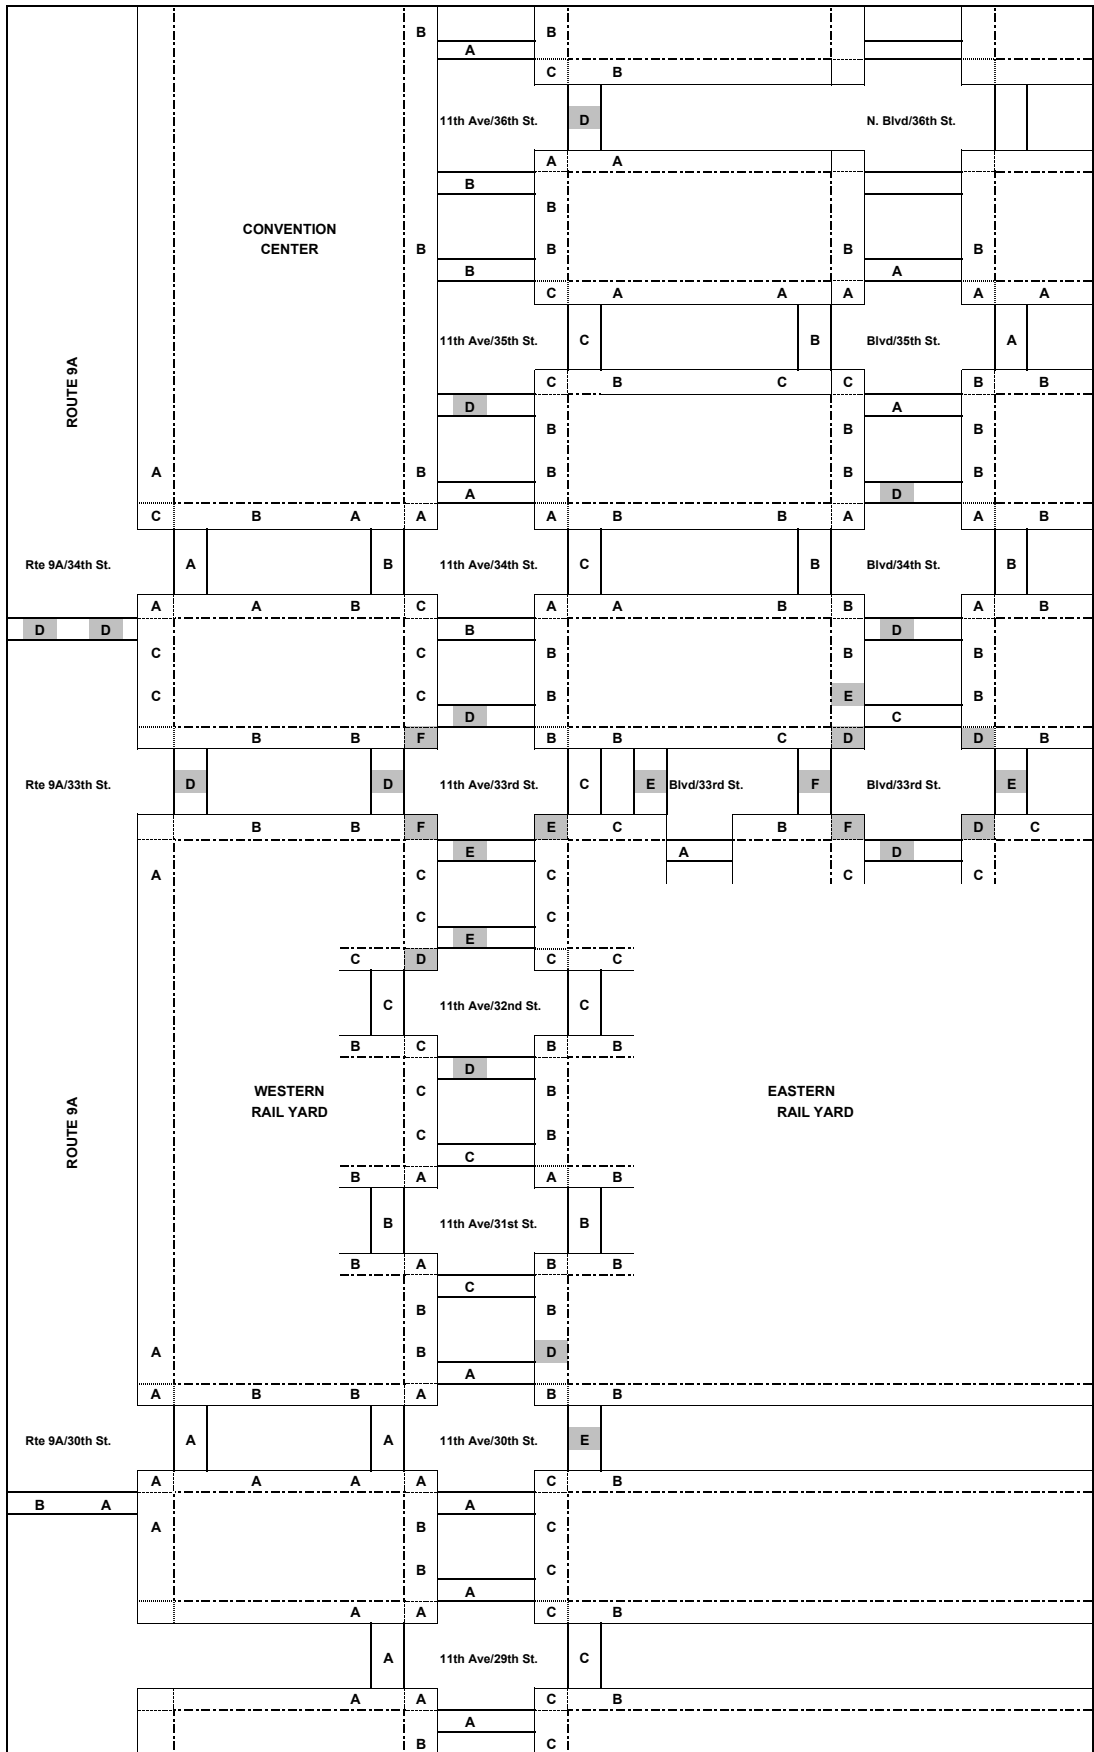 B B
A
C B
11th Ave/36th St. D N. Blvd/36th St.
A A
B
B
CONVENTION
CENTER
B B B B
B A
C A A A A A
11th Ave/35th St. C B Blvd/35th St. A
ROUTE 9A
C B C C B B
D A
B B B
A B B B B
A D
C B A A A B B A A B
Rte 9A/34th St. A B 11th Ave/34th St. C B Blvd/34th St. B
A A B C A A B B A B
D D B D
C C B B B
C C B E B
D C
B B F B B C D D B
Rte 9A/33th St. D D 11th Ave/33rd St. C E Blvd/33rd St. F Blvd/33rd St. E
B B F E C B F D C
E A D
A C C C C
C C
E
C D C C
C 11th Ave/32nd St. C
B C B B
D
WESTERN
RAIL YARD
C B
EASTERN
RAIL YARD
ROUTE 9A
C B
C
B A A B
B 11th Ave/31st St. B
B A B B
C
B B
A B D
A
A B B A B B
Rte 9A/30th St. A A 11th Ave/30th St. E
A A A A C B
B A A
A B C
B C
A
A A C B
A 11th Ave/29th St. C
A A C B
A
B C